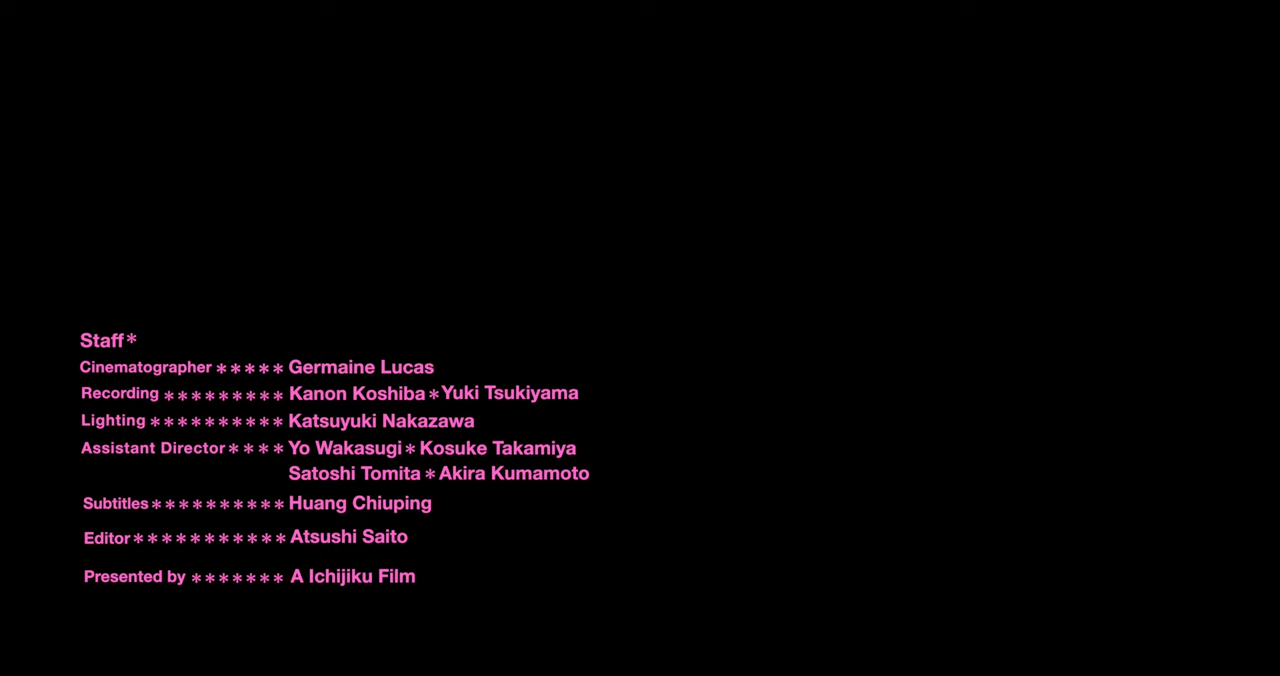 Staff*
Cinematographer ***** Germaine Lucas
Recording ********* Kanon Koshiba*Yuki Tsukiyama
Lighting ********** Katsuyuki Nakazawa
Assistant Director**** Yo Wakasugi*Kosuke Takamiya
Satoshi Tomita*Akira Kumamoto
Subtitles********** Huang Chiuping
Editor*********** Atsushi Saito
Presented by ******* A Ichijiku Film